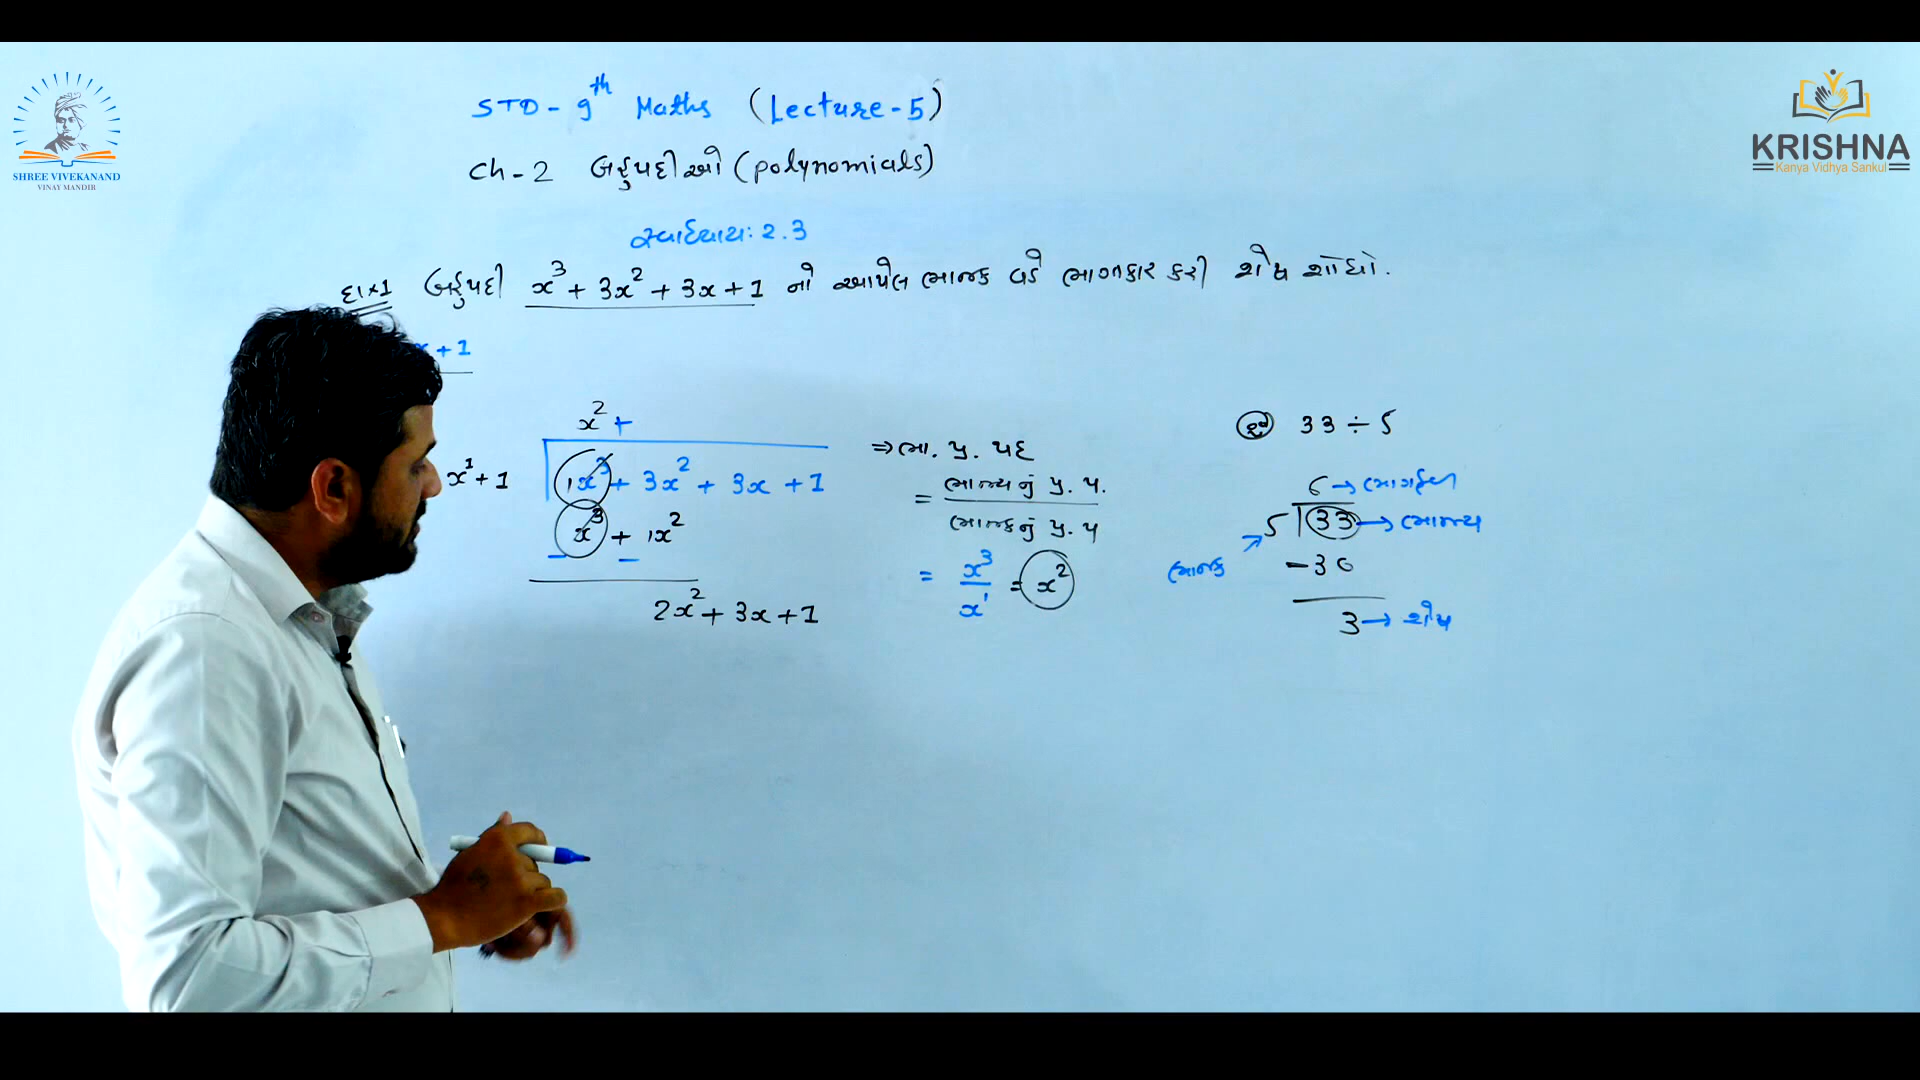 SHREE VIVEKANAND
VINAY MANDIR
KRISHNA
Kanya Vidhya Sankul
STD - 9th Maths (Lecture-5)
Ch-2 બહુપદીઓ (polynomials)
સ્વાધ્યાય: 2.3
દા×1 બહુપદી x³ + 3x² + 3x + 1 નો આપેલ ભાજક વડે ભાગાકાર કરી શેષ શોધો.
x + 1
x² +
x¹ + 1 1x³ + 3x² + 3x + 1
x³ + 1x²
− −
2x² + 3x + 1
⇒ ભા. પ્ર. પદ
= ભાજ્યનું પ્ર. પ.
ભાજકનું પ્ર. પ
= x³/x¹ = x²
33 ÷ 5
6 → ભાગફળ
5 33 → ભાજ્ય
ભાજક
- 30
3 → શેષ